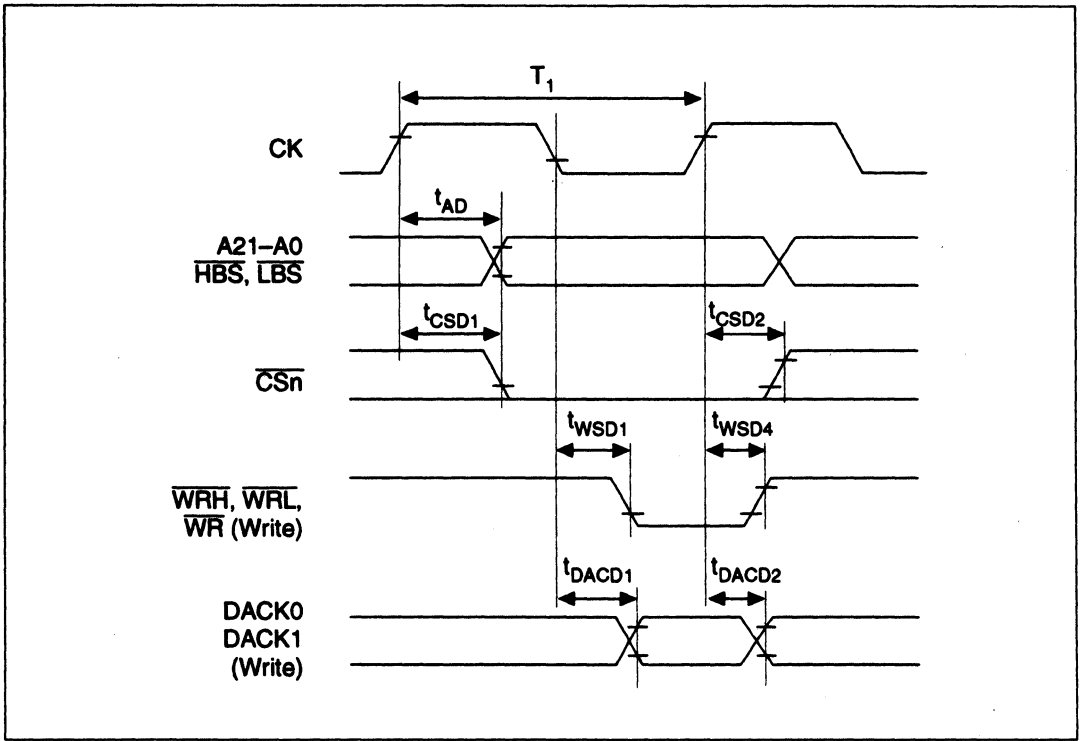 T1
CK
tAD
A21–A0
HBS, LBS
tCSD1
tCSD2
CSn
tWSD1
tWSD4
WRH, WRL,
WR (Write)
tDACD1
tDACD2
DACK0
DACK1
(Write)